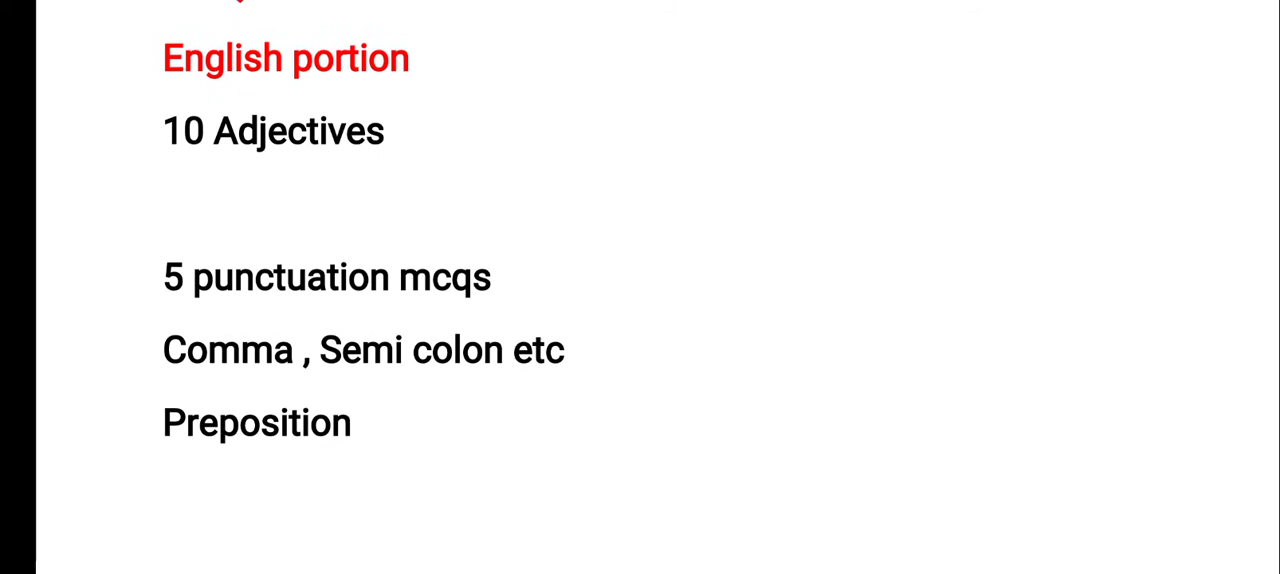 English portion
10 Adjectives
5 punctuation mcqs
Comma , Semi colon etc
Preposition